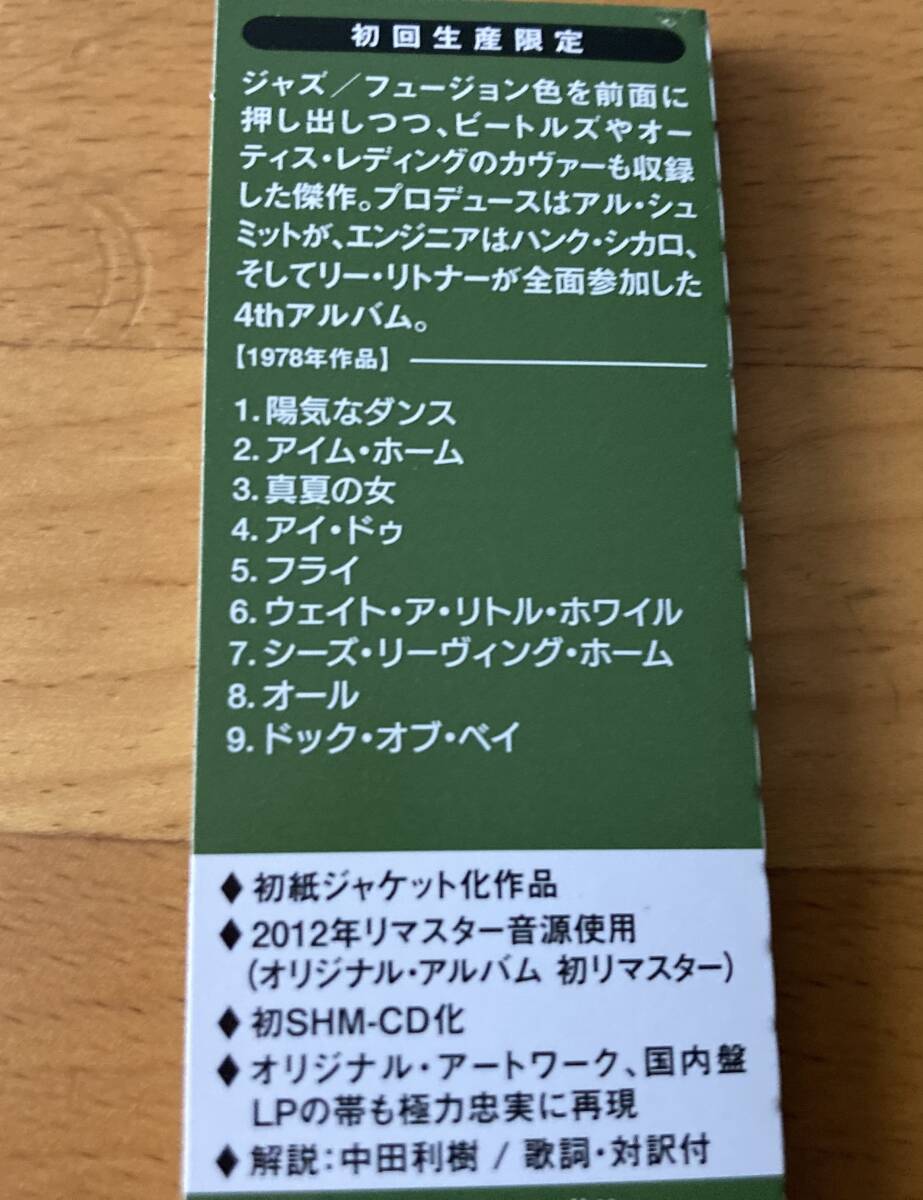 初回生産限定
ジャズ／フュージョン色を前面に
押し出しつつ、ビートルズやオー
ティス・レディングのカヴァーも収録
した傑作。プロデュースはアル・シュ
ミットが、エンジニアはハンク・シカロ、
そしてリー・リトナーが全面参加した
4thアルバム。
【1978年作品】
1.陽気なダンス
2.アイム・ホーム
3.真夏の女
4.アイ・ドゥ
5.フライ
6.ウェイト・ア・リトル・ホワイル
7.シーズ・リーヴィング・ホーム
8.オール
9.ドック・オブ・ベイ
♦初紙ジャケット化作品
♦2012年リマスター音源使用
(オリジナル・アルバム 初リマスター)
♦初SHM-CD化
♦オリジナル・アートワーク、国内盤
LPの帯も極力忠実に再現
♦解説:中田利樹 / 歌詞・対訳付